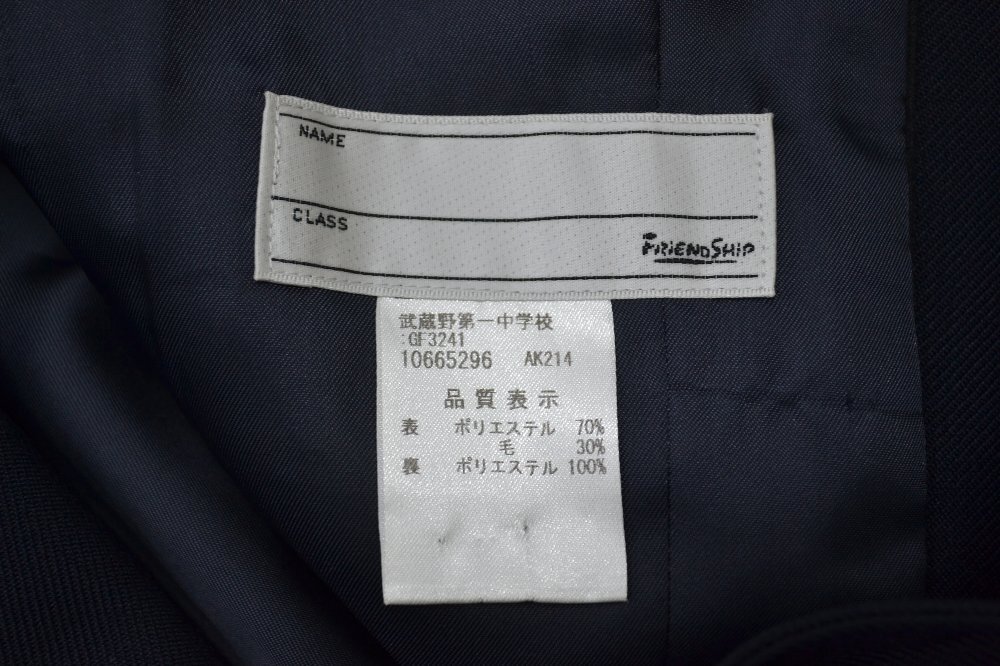 NAME
CLASS
FRIENDSHIP
武蔵野第一中学校
:GF3241
10665296 AK214
品質表示
表 ポリエステル 70%
毛 30%
裏 ポリエステル 100%